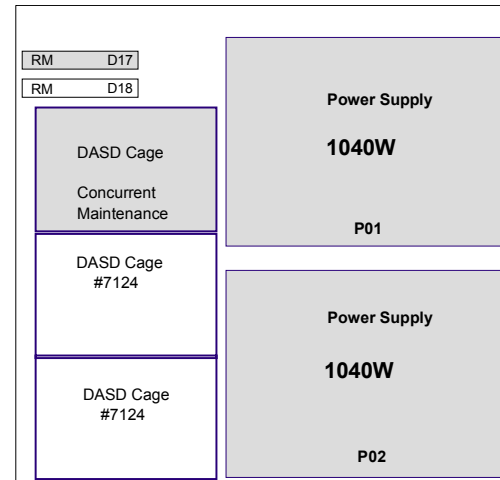 RM D17
RM D18
DASD Cage
Concurrent
Maintenance
DASD Cage
#7124
DASD Cage
#7124
Power Supply
1040W
P01
Power Supply
1040W
P02